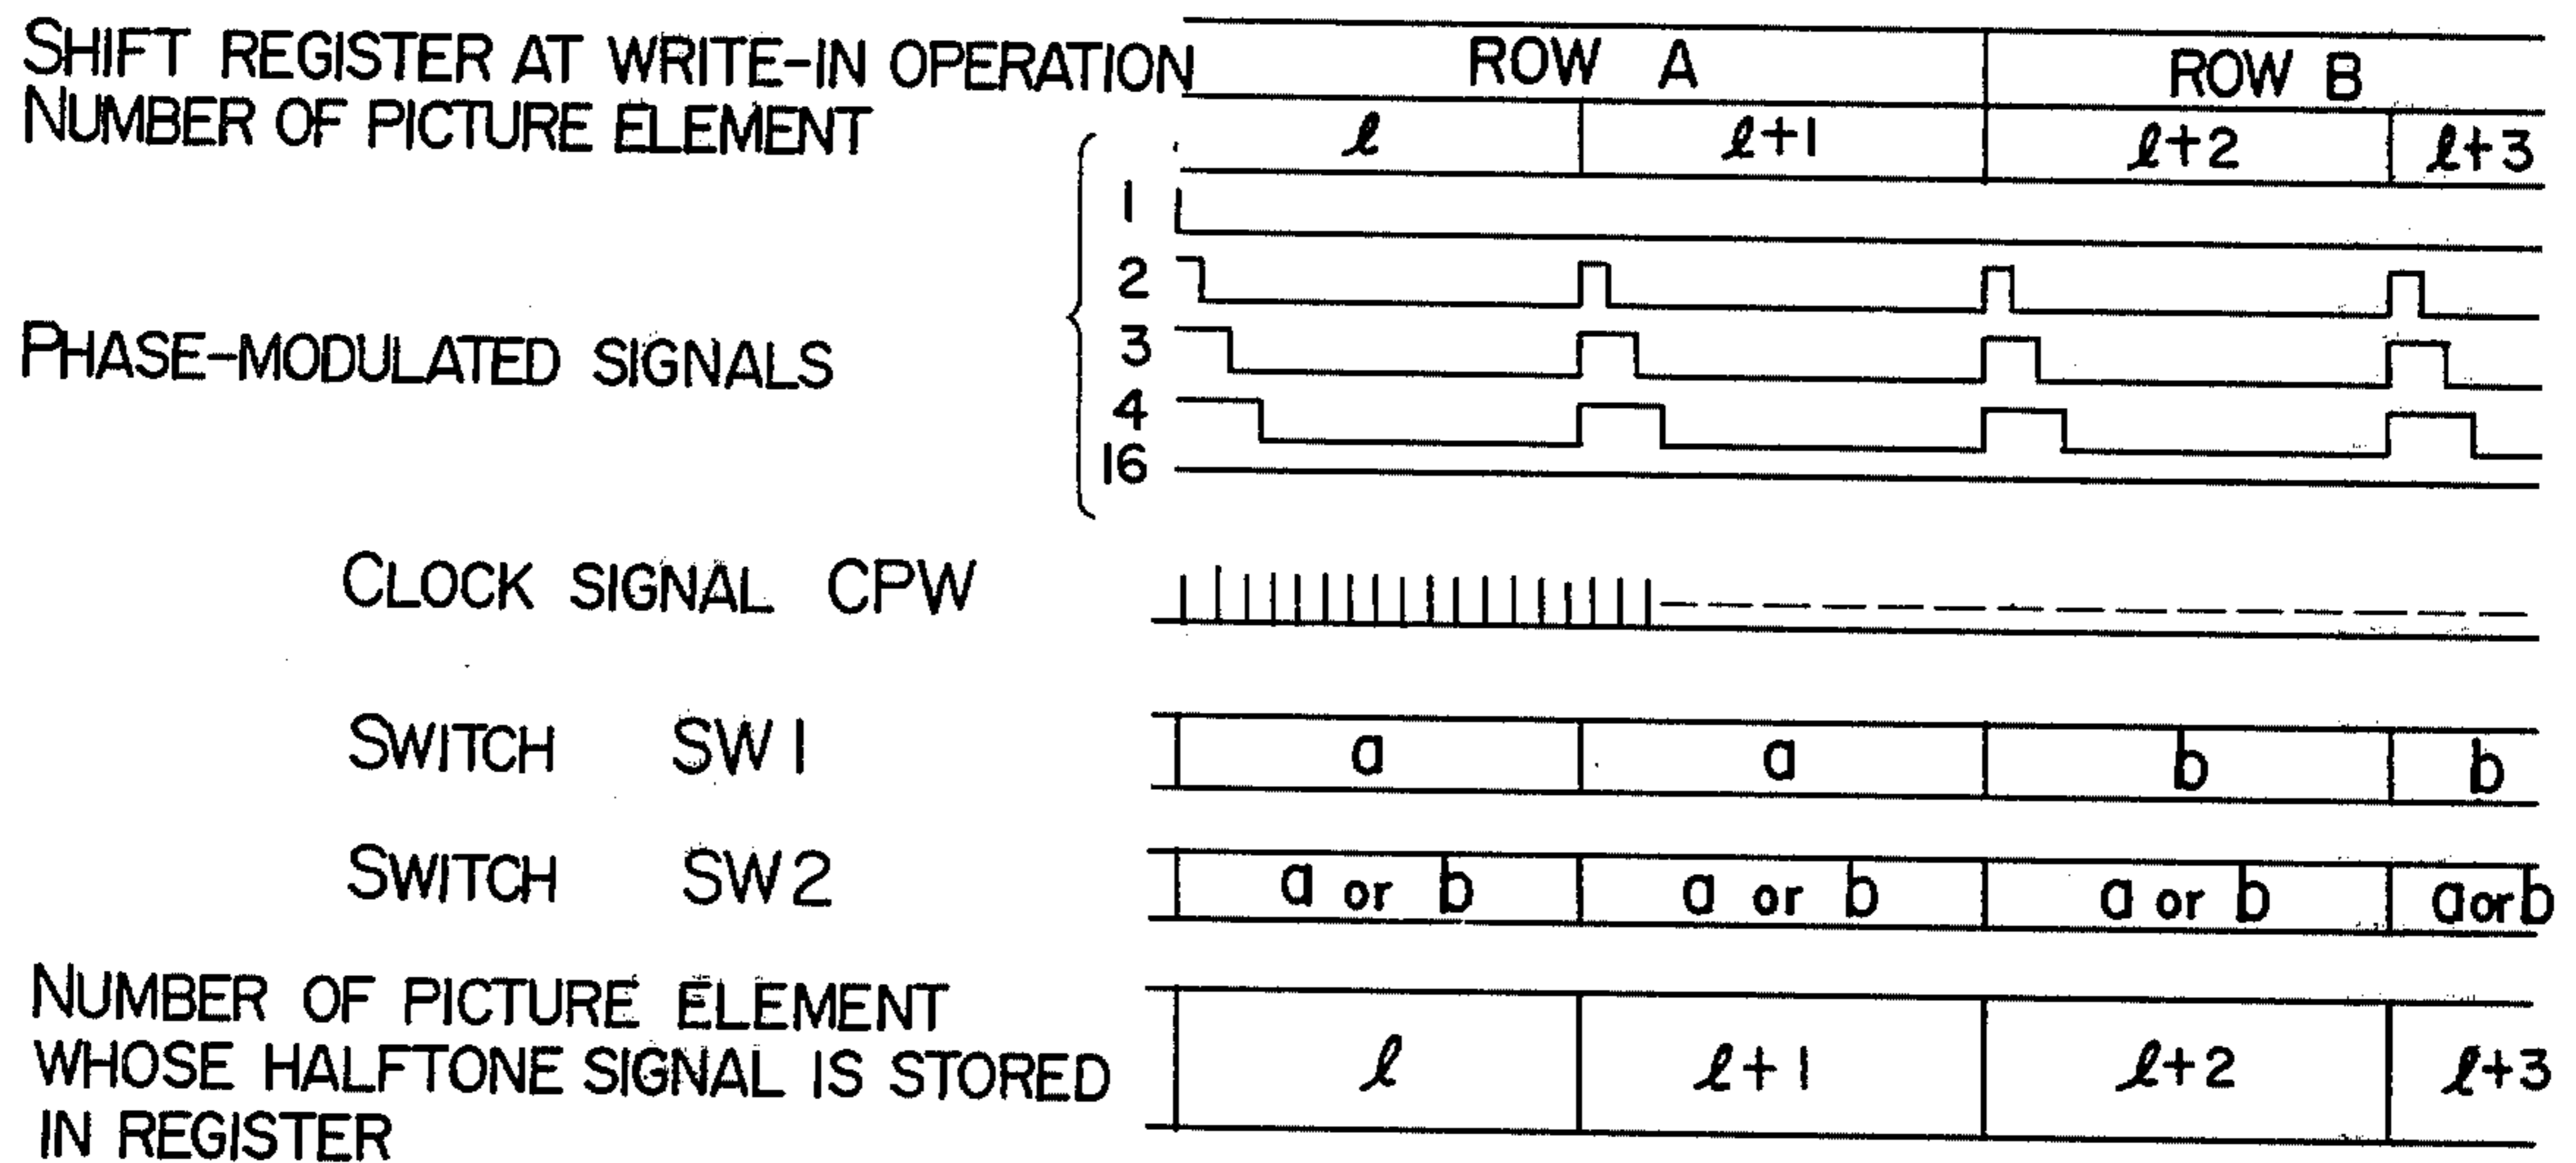 SHIFT REGISTER AT WRITE-IN OPERATION ROW A ROW B
NUMBER OF PICTURE ELEMENT ℓ ℓ+1 ℓ+2 ℓ+3
1
2
PHASE-MODULATED SIGNALS 3
4
16
CLOCK SIGNAL CPW
SWITCH SW1 a a b b
SWITCH SW2 a or b a or b a or b a or b
NUMBER OF PICTURE ELEMENT
WHOSE HALFTONE SIGNAL IS STORED ℓ ℓ+1 ℓ+2 ℓ+3
IN REGISTER